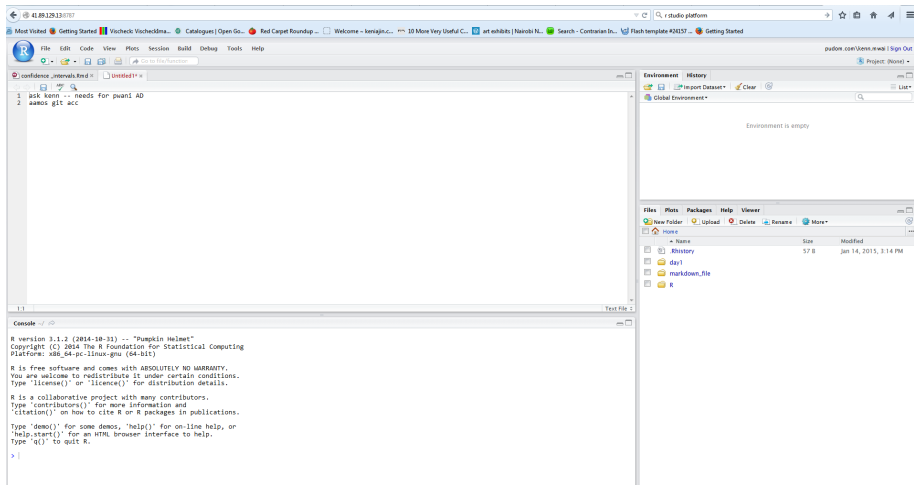 41.89.129.13:8787
r studio platform
Most Visited Getting Started Vischeck: VischeckIma... Catalogues | Open Go... Red Carpet Roundup ... Welcome ~ keniajin.c... 10 More Very Useful C... art exhibits | Nairobi N... Search - Contrarian In... Flash template #24157 ... Getting Started
File Edit Code View Plots Session Build Debug Tools Help
pudom.com\kenn.mwai | Sign Out
Go to file/function
Project: (None)
confidence _intervals.Rmd × Untitled1* ×
1 ask kenn -- needs for pwani AD
2 aamos git acc
1:1 Text File
Environment History
Import Dataset Clear List
Global Environment
Environment is empty
Files Plots Packages Help Viewer
New Folder Upload Delete Rename More
Home
Name Size Modified
.Rhistory 57 B Jan 14, 2015, 3:14 PM
day1
markdown_file
R
Console ~/
R version 3.1.2 (2014-10-31) -- "Pumpkin Helmet"
Copyright (C) 2014 The R Foundation for Statistical Computing
Platform: x86_64-pc-linux-gnu (64-bit)
R is free software and comes with ABSOLUTELY NO WARRANTY.
You are welcome to redistribute it under certain conditions.
Type 'license()' or 'licence()' for distribution details.
R is a collaborative project with many contributors.
Type 'contributors()' for more information and
'citation()' on how to cite R or R packages in publications.
Type 'demo()' for some demos, 'help()' for on-line help, or
'help.start()' for an HTML browser interface to help.
Type 'q()' to quit R.
>